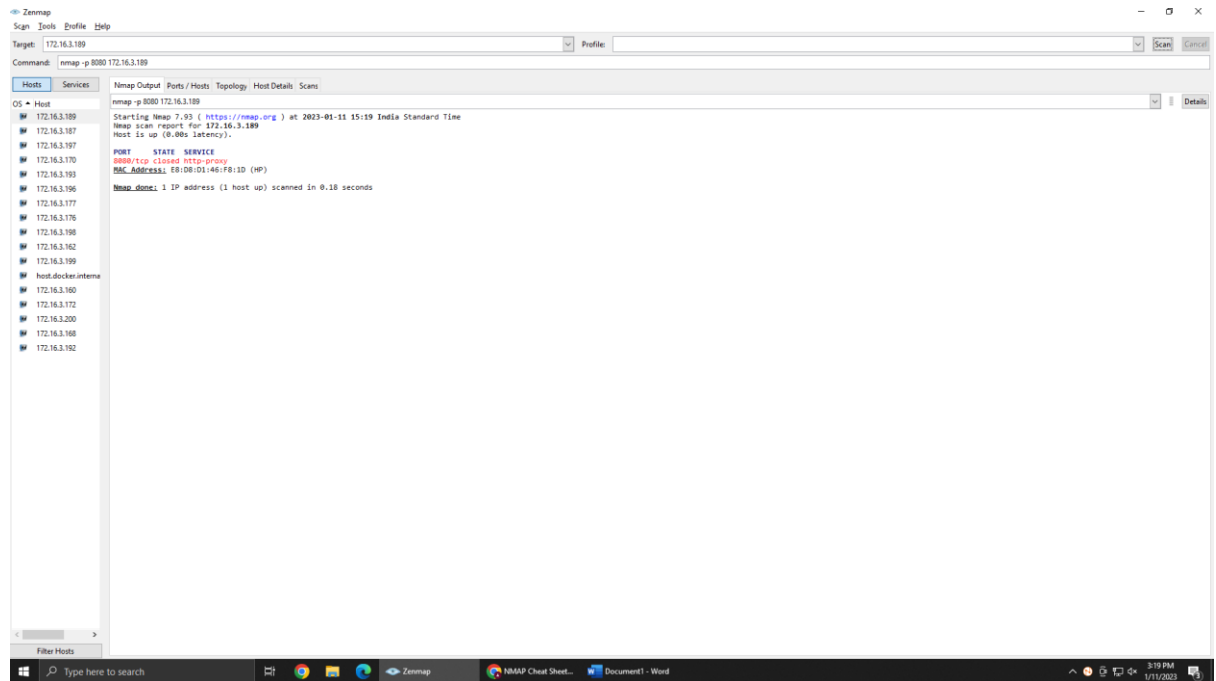 Zenmap
Scan Tools Profile Help
Target: 172.16.3.189 Profile: Scan Cancel
Command: nmap -p 8080 172.16.3.189
Hosts Services Nmap Output Ports / Hosts Topology Host Details Scans
OS Host
nmap -p 8080 172.16.3.189 Details
172.16.3.189
172.16.3.187
172.16.3.197
172.16.3.170
172.16.3.193
172.16.3.196
172.16.3.177
172.16.3.176
172.16.3.198
172.16.3.162
172.16.3.199
host.docker.interna
172.16.3.160
172.16.3.172
172.16.3.200
172.16.3.168
172.16.3.192
Starting Nmap 7.93 ( https://nmap.org ) at 2023-01-11 15:19 India Standard Time
Nmap scan report for 172.16.3.189
Host is up (0.00s latency).
PORT STATE SERVICE
8080/tcp closed http-proxy
MAC Address: E8:D8:D1:46:F8:1D (HP)
Nmap done: 1 IP address (1 host up) scanned in 0.18 seconds
Filter Hosts
Type here to search Zenmap NMAP Cheat Sheet... Document1 - Word
3:19 PM
1/11/2023